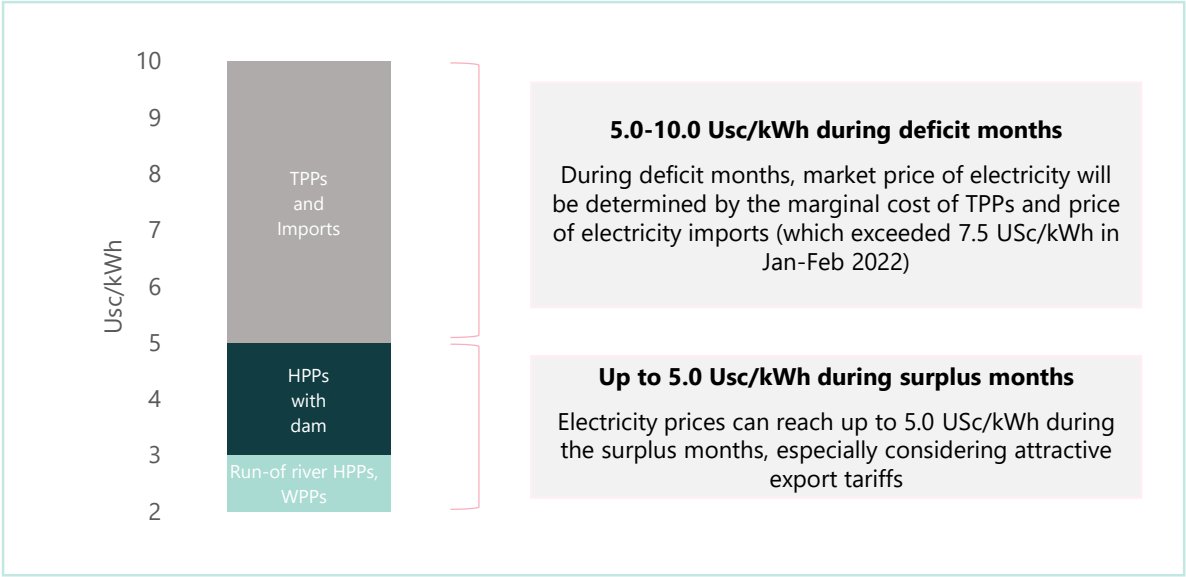 10
9
8
7
6
5
4
3
2
Usc/kWh
TPPs
and
Imports
HPPs
with
dam
Run-of river HPPs,
WPPs
5.0-10.0 Usc/kWh during deficit months
During deficit months, market price of electricity will
be determined by the marginal cost of TPPs and price
of electricity imports (which exceeded 7.5 USc/kWh in
Jan-Feb 2022)
Up to 5.0 Usc/kWh during surplus months
Electricity prices can reach up to 5.0 USc/kWh during
the surplus months, especially considering attractive
export tariffs